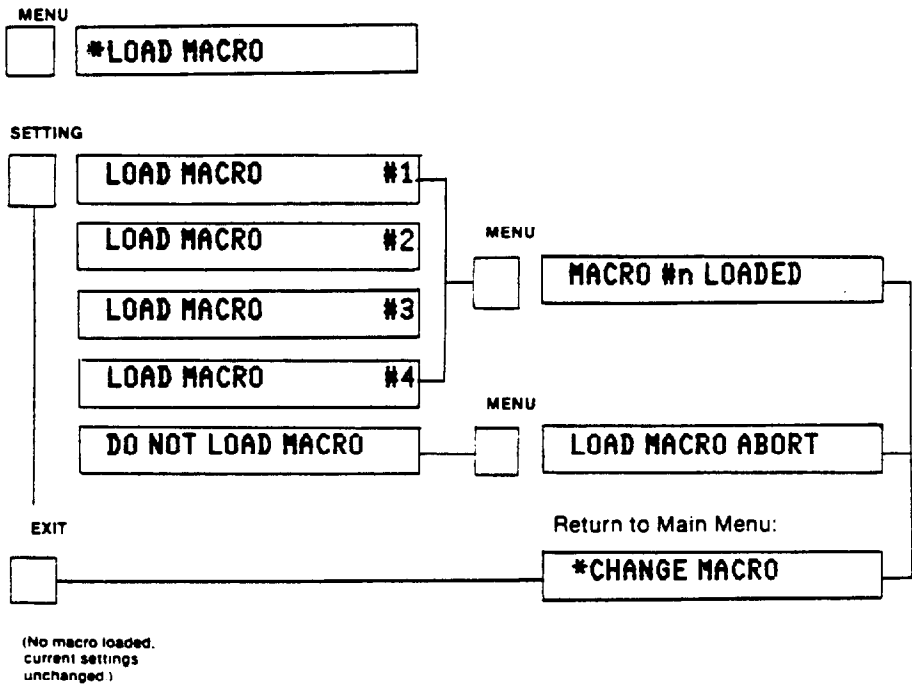 MENU
*LOAD MACRO
SETTING
LOAD MACRO #1
LOAD MACRO #2
LOAD MACRO #3
LOAD MACRO #4
DO NOT LOAD MACRO
MENU
MACRO #n LOADED
MENU
LOAD MACRO ABORT
EXIT
Return to Main Menu:
*CHANGE MACRO
(No macro loaded,
current settings
unchanged.)